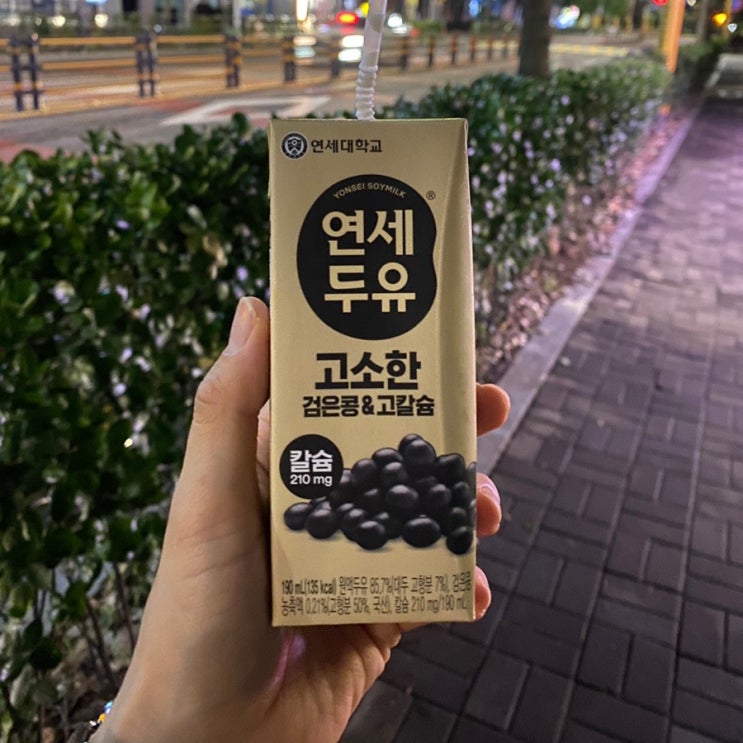 연세대학교
YONSEI SOYMILK
®
연세
두유
고소한
검은콩&고칼슘
칼슘
210 mg
190 mL(135 kcal) 원액두유 85.7%(대두 고형분 7%), 검은콩
농축액 0.21%(고형분 50%, 국산), 칼슘 210 mg/190 mL